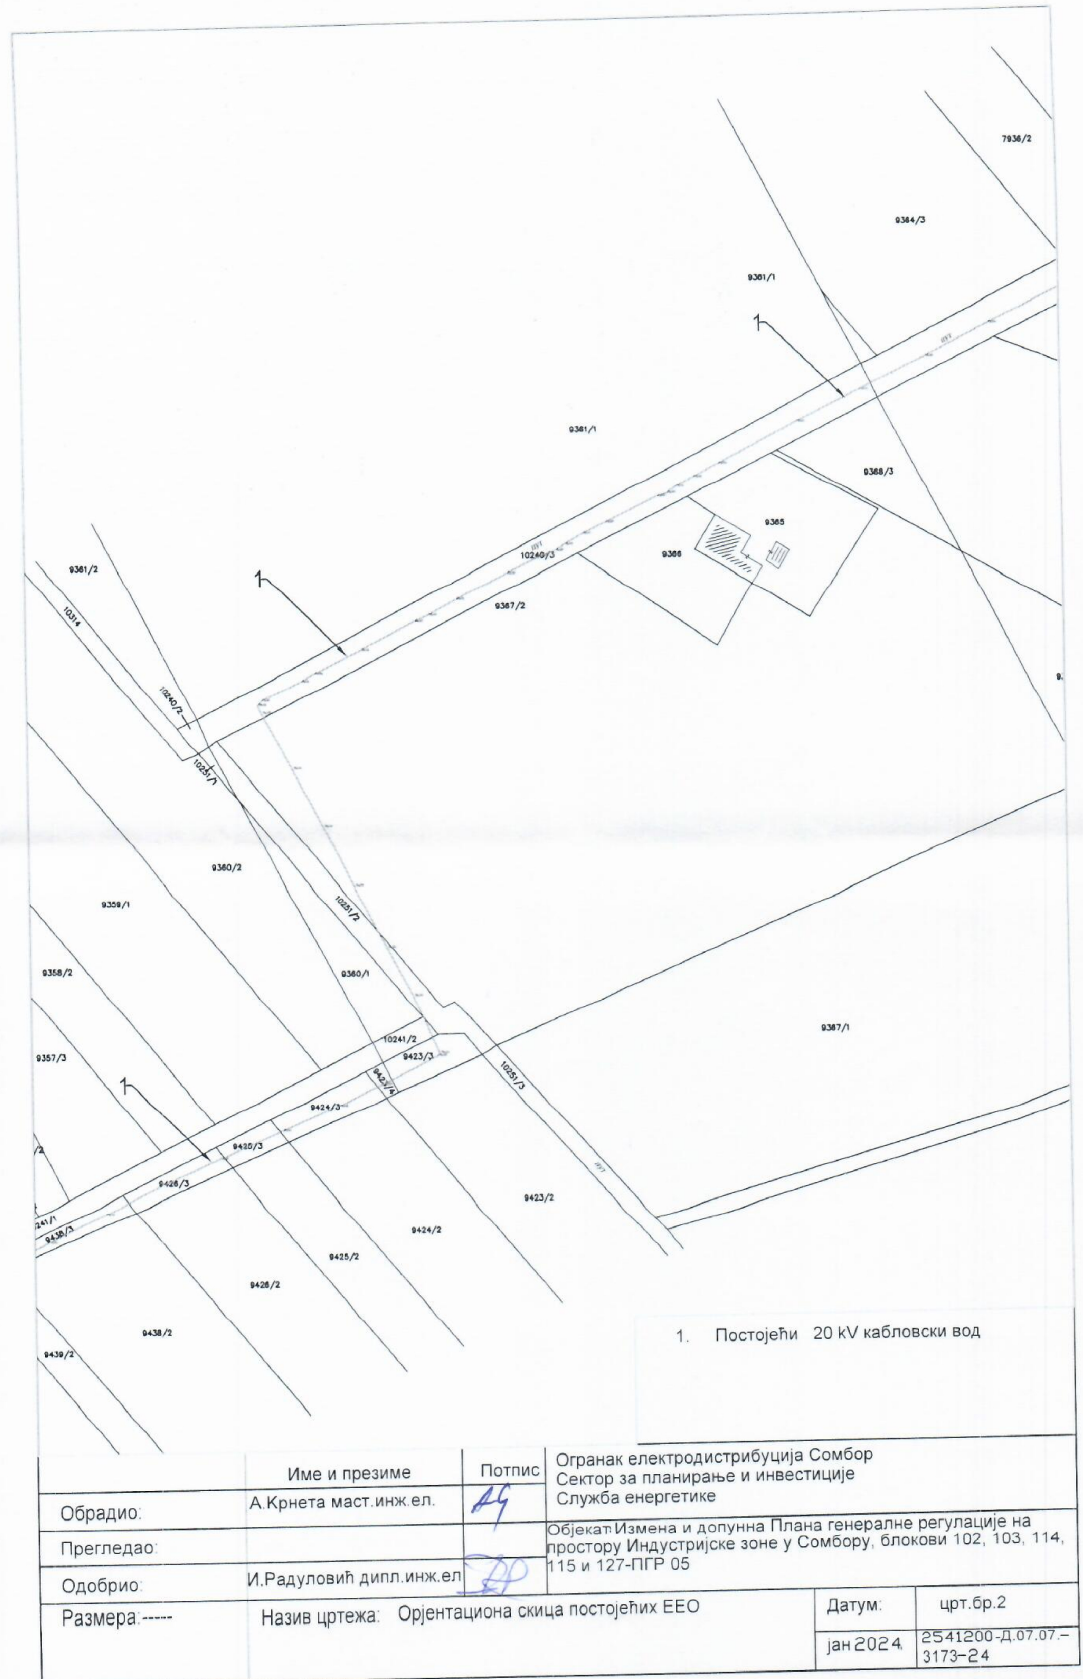 7936/2
9364/3
9361/1
1
9361/1
9368/3
9365
9366
10240/3
9367/2
1
9361/2
10314
10240/2
10251/1
9360/2
10251/2
9359/1
9358/2
9360/1
9387/1
9357/3
10241/2
9423/3
10251/3
9423/4
1
9424/3
9426/3
9423/2
9424/2
9425/2
9426/2
9438/3
9438/2
9439/2
1. Постојећи 20 kV кабловски вод
Име и презиме
Потпис
Огранак електродистрибуција Сомбор
Сектор за планирање и инвестиције
Служба енергетике
Обрадио:
А.Крнета маст.инж.ел.
Прегледао:
Објекат:Измена и допунна Плана генералне регулације на
простору Индустријске зоне у Сомбору, блокови 102, 103, 114,
115 и 127-ПГР 05
Одобрио:
И.Радуловић дипл.инж.ел
Размера:-----
Назив цртежа: Орјентациона скица постојећих ЕЕО
Датум:
црт.бр.2
јан 2024.
2541200-Д.07.07.-
3173-24